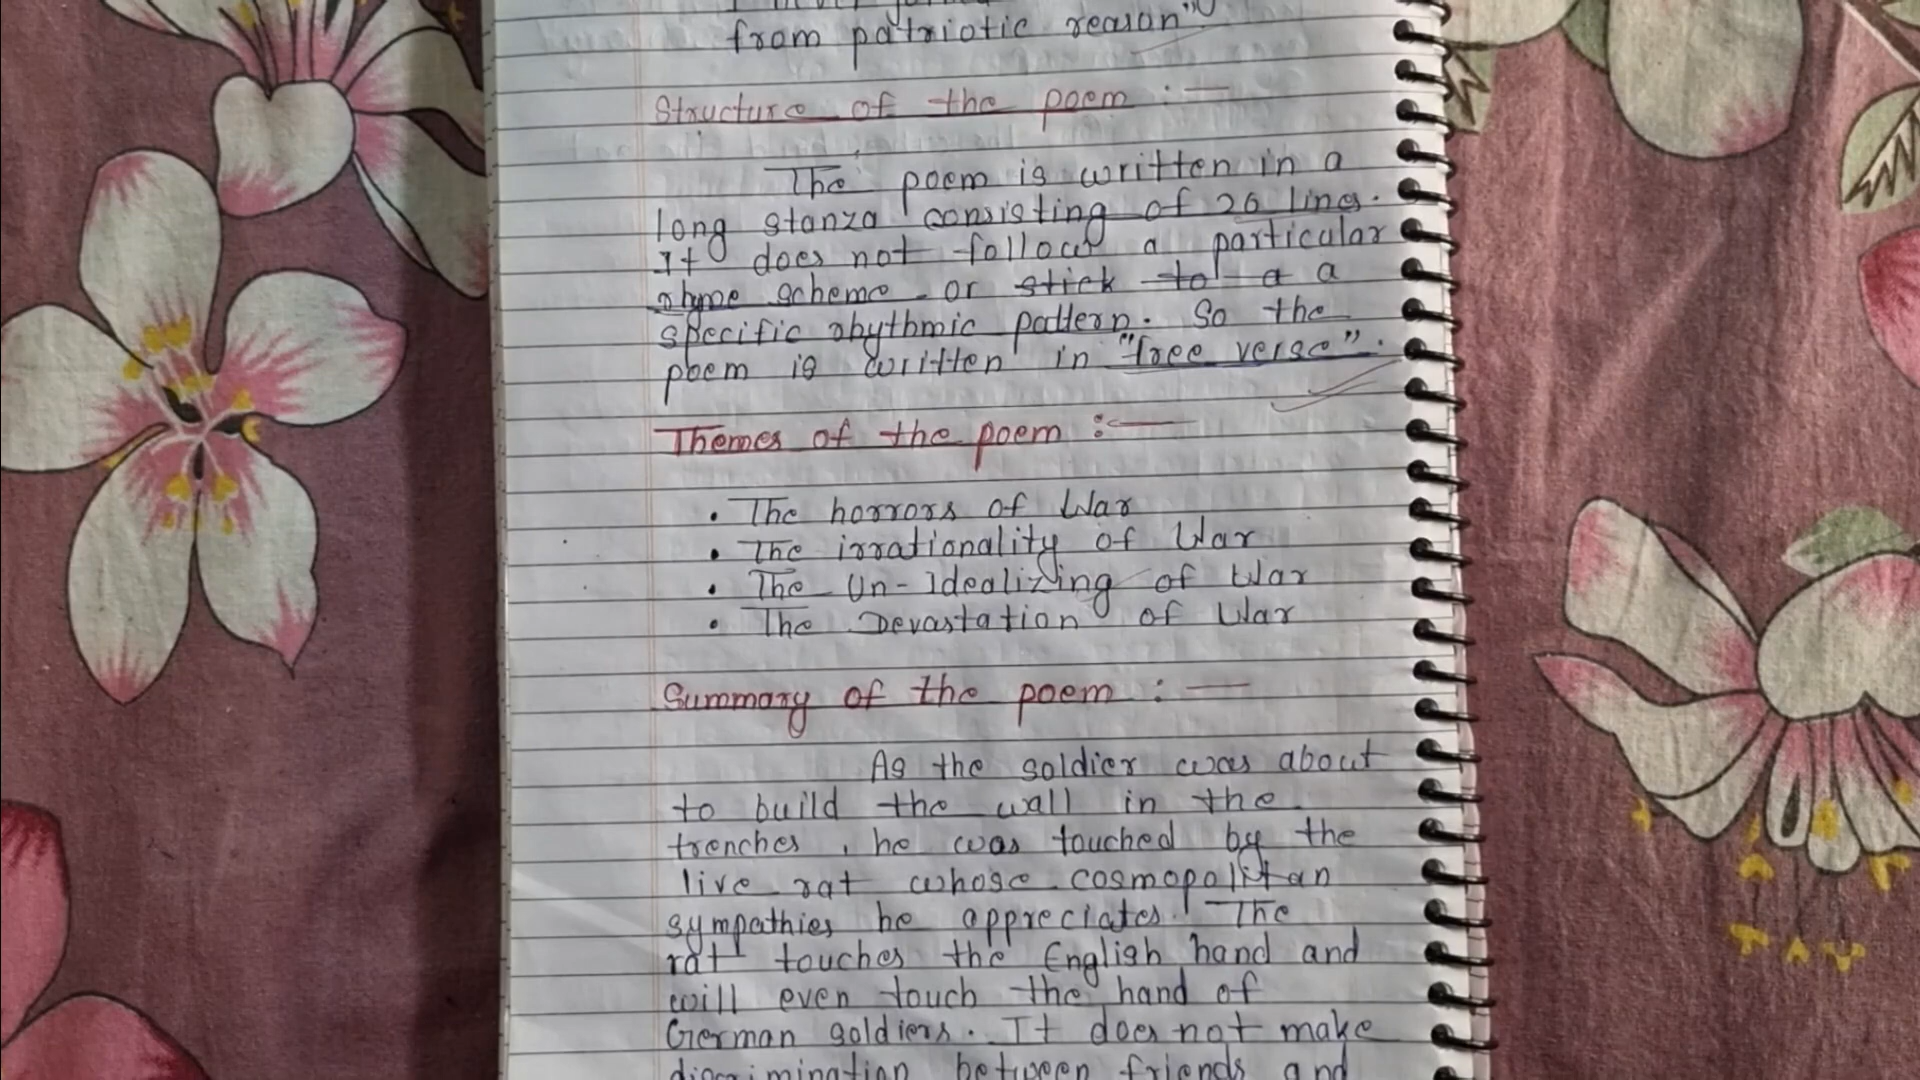 from patriotic reason"
Structure of the poem :-
The poem is written in a
long stanza consisting of 26 lines.
It does not follow a particular
rhyme scheme or stick to a a
specific rhythmic pattern. So the
poem is written in "free verse".
Themes of the poem :-
• The horrors of War
• The irrationality of War
• The Un-Idealizing of War
• The Devastation of War
Summary of the poem :-
As the soldier was about
to build the wall in the
trenches, he was touched by the
live rat whose cosmopolitan
sympathies he appreciates. The
rat touches the English hand and
will even touch the hand of
German soldiers. It does not make
discrimination between friends and